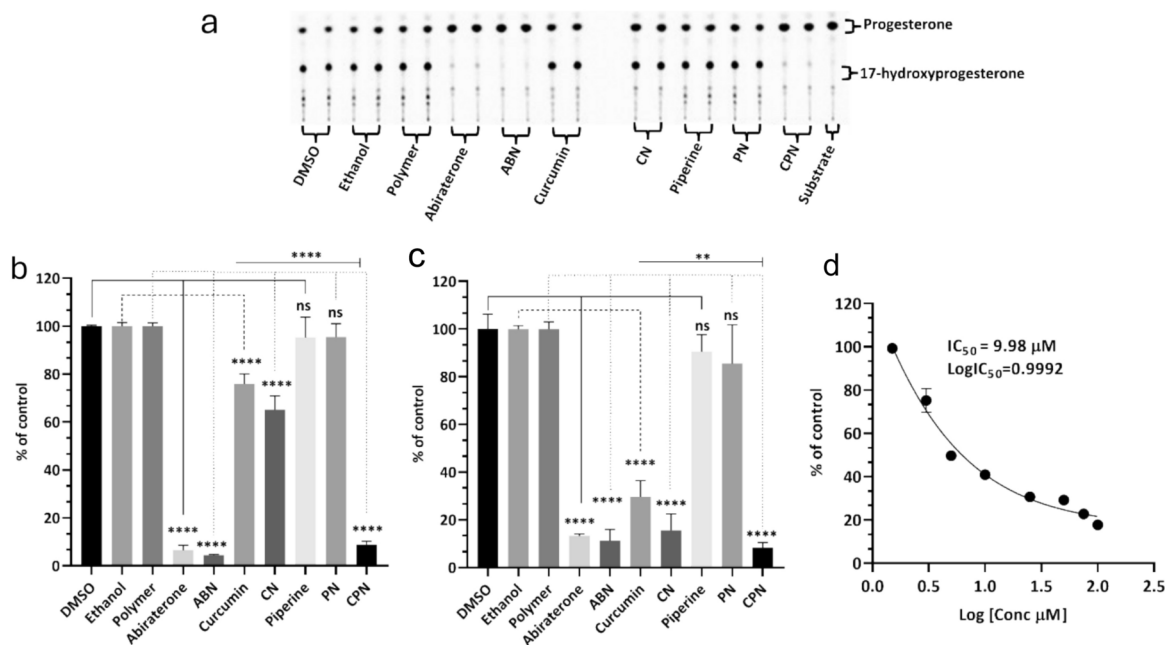 a
Progesterone
17-hydroxyprogesterone
DMSO
Ethanol
Polymer
Abiraterone
ABN
Curcumin
CN
Piperine
PN
CPN
Substrate
b
****
120
100
80
60
40
20
0
% of control
****
****
****
****
ns
ns
****
DMSO
Ethanol
Polymer
Abiraterone
ABN
Curcumin
CN
Piperine
PN
CPN
c
**
120
100
80
60
40
20
0
% of control
****
****
****
****
ns
ns
****
DMSO
Ethanol
Polymer
Abiraterone
ABN
Curcumin
CN
Piperine
PN
CPN
d
120
100
80
60
40
20
0
% of control
IC50 = 9.98 μM
LogIC50=0.9992
0.0
0.5
1.0
1.5
2.0
2.5
Log [Conc μM]